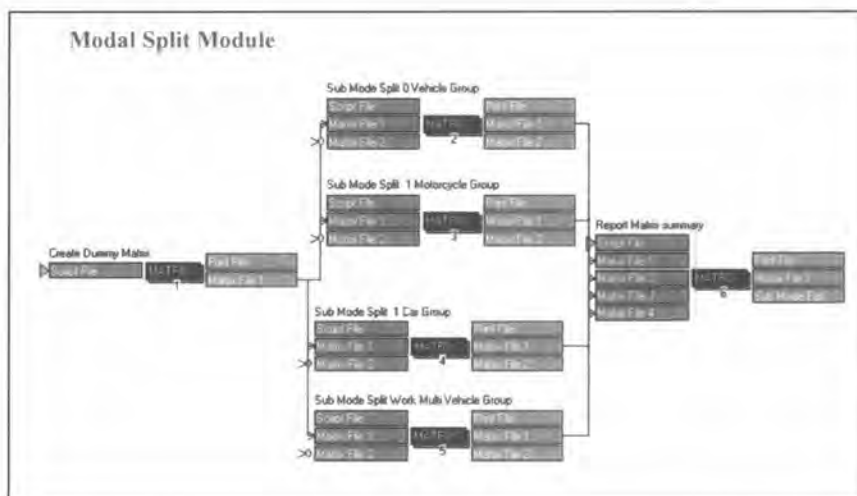 Modal Split Module
Sub Mode Split 0 Vehicle Group
Script File
Matrix File 1
Matrix File 2
MATRIX
2
Print File
Matrix File 1
Matrix File 2
Sub Mode Split 1 Motorcycle Group
Script File
Matrix File 1
Matrix File 2
MATRIX
3
Print File
Matrix File 1
Matrix File 2
Create Dummy Matrix
Script File
MATRIX
1
Print File
Matrix File 1
Report Matrix summary
Script File
Matrix File 1
Matrix File 2
Matrix File 3
Matrix File 4
MATRIX
6
Print File
Matrix File 1
Sub Mode Split 1 Car Group
Script File
Matrix File 1
Matrix File 2
MATRIX
4
Print File
Matrix File 1
Matrix File 2
Sub Mode Split Work Multi Vehicle Group
Script File
Matrix File 1
Matrix File 2
MATRIX
5
Print File
Matrix File 1
Matrix File 2